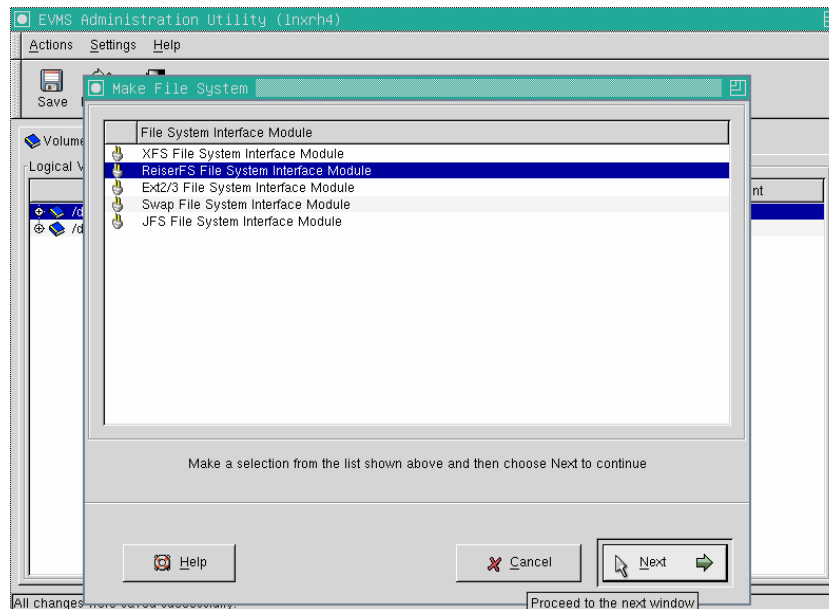 EVMS Administration Utility (lnxrh4)
Actions Settings Help
Make File System
Save
File System Interface Module
XFS File System Interface Module
ReiserFS File System Interface Module
Ext2/3 File System Interface Module
Swap File System Interface Module
JFS File System Interface Module
Volume
Logical V
nt
/d
/d
Make a selection from the list shown above and then choose Next to continue
Help Cancel Next
All changes were saved successfully.
Proceed to the next window